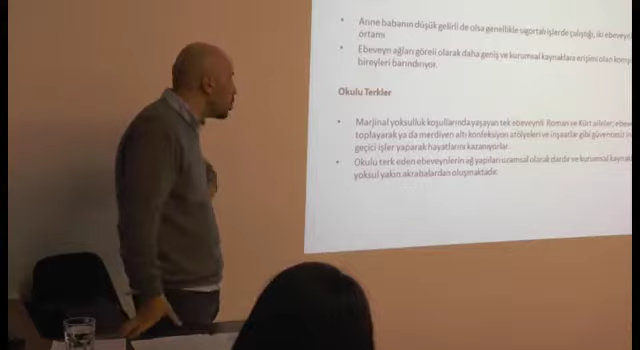 Anne babanın düşük gelirli de olsa genellikle sigortalı işlerde çalıştığı, iki ebeveynli
ortamı.
Ebeveyn ağları göreli olarak daha geniş ve kurumsal kaynaklara erişimi olan
bireyleri barındırıyor.
Okulu Terkler
Marjinal yoksulluk koşullarında yaşayan tek ebeveynli Roman ve Kürt aileler;
toplayarak ya da merdiven altı konfeksiyon atölyeleri ve inşaatlar gibi güvencesiz
geçici işler yaparak hayatlarını kazanıyorlar.
Okulu terk eden ebeveynlerin ağ yapıları uzamsal olarak dardır ve kurumsal
yoksul yakın akrabalardan oluşmaktadır.